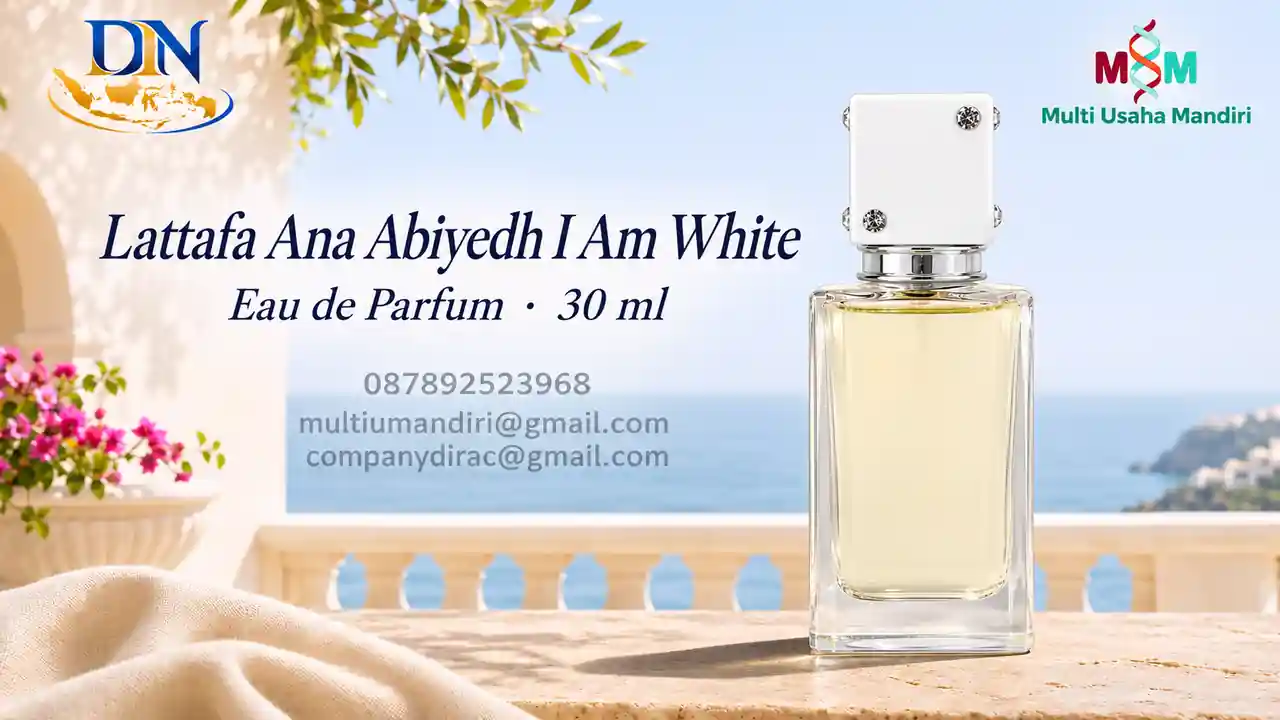 DN
MSM
Multi Usaha Mandiri
Lattafa Ana Abiyedh I Am White
Eau de Parfum · 30 ml
087892523968
multiumandiri@gmail.com
companydirac@gmail.com